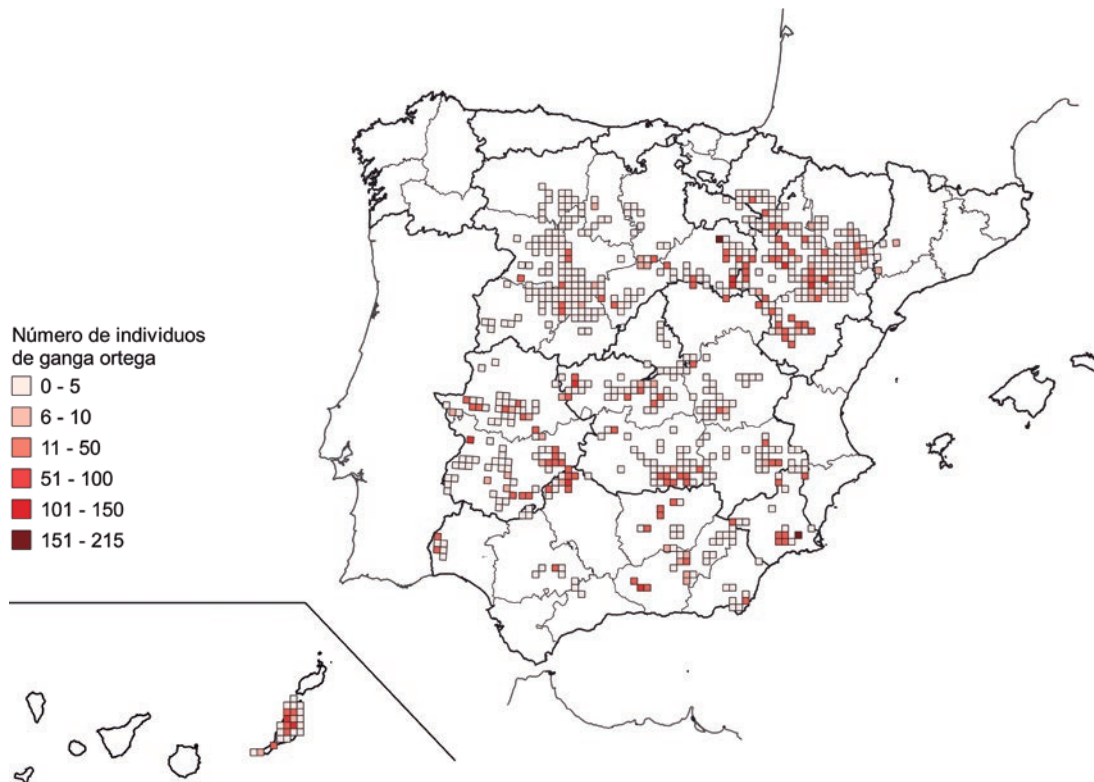 Número de individuos
de ganga ortega
0 - 5
6 - 10
11 - 50
51 - 100
101 - 150
151 - 215